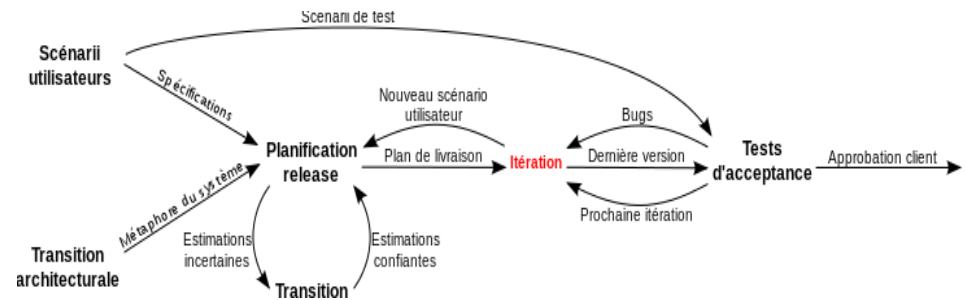 Scénarii de test
Scénarii
utilisateurs
Spécifications
Nouveau scénario
utilisateur
Bugs
Planification
release
Plan de livraison
Itération
Dernière version
Tests
d'acceptance
Approbation client
Métaphore du système
Prochaine itération
Transition
architecturale
Estimations
incertaines
Estimations
confiantes
Transition